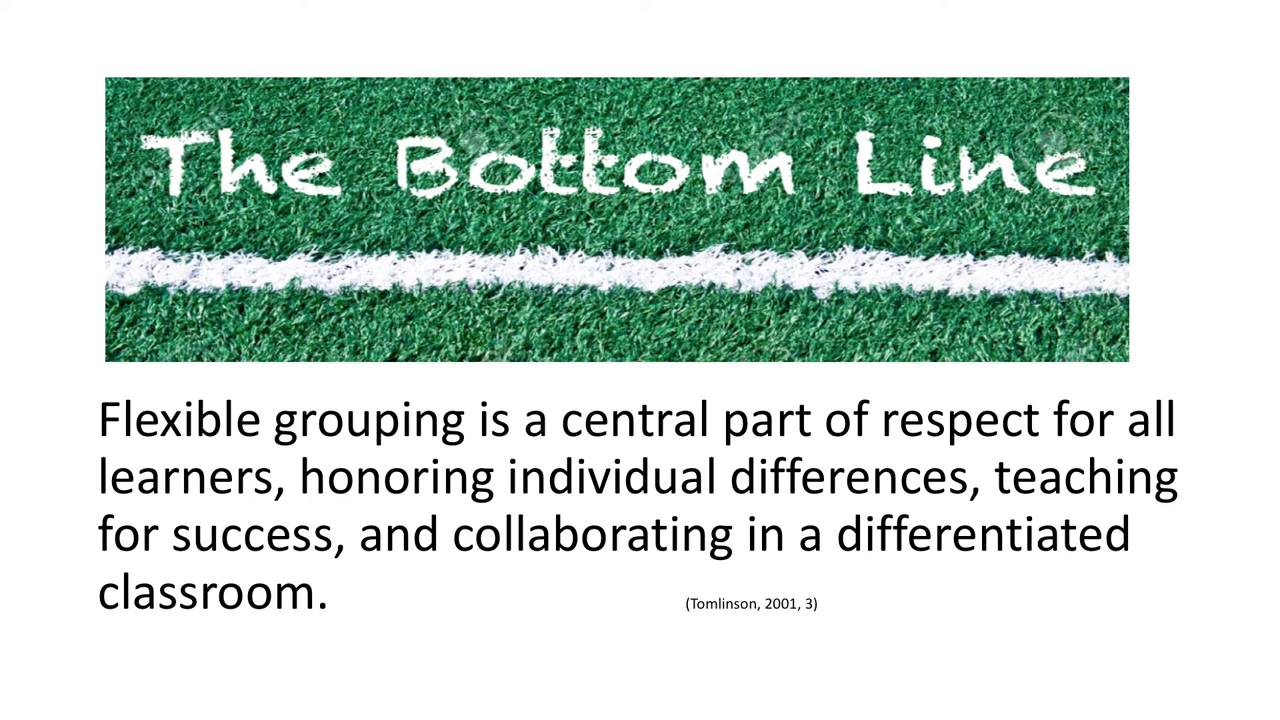 The Bottom Line
Flexible grouping is a central part of respect for all
learners, honoring individual differences, teaching
for success, and collaborating in a differentiated
classroom. (Tomlinson, 2001, 3)